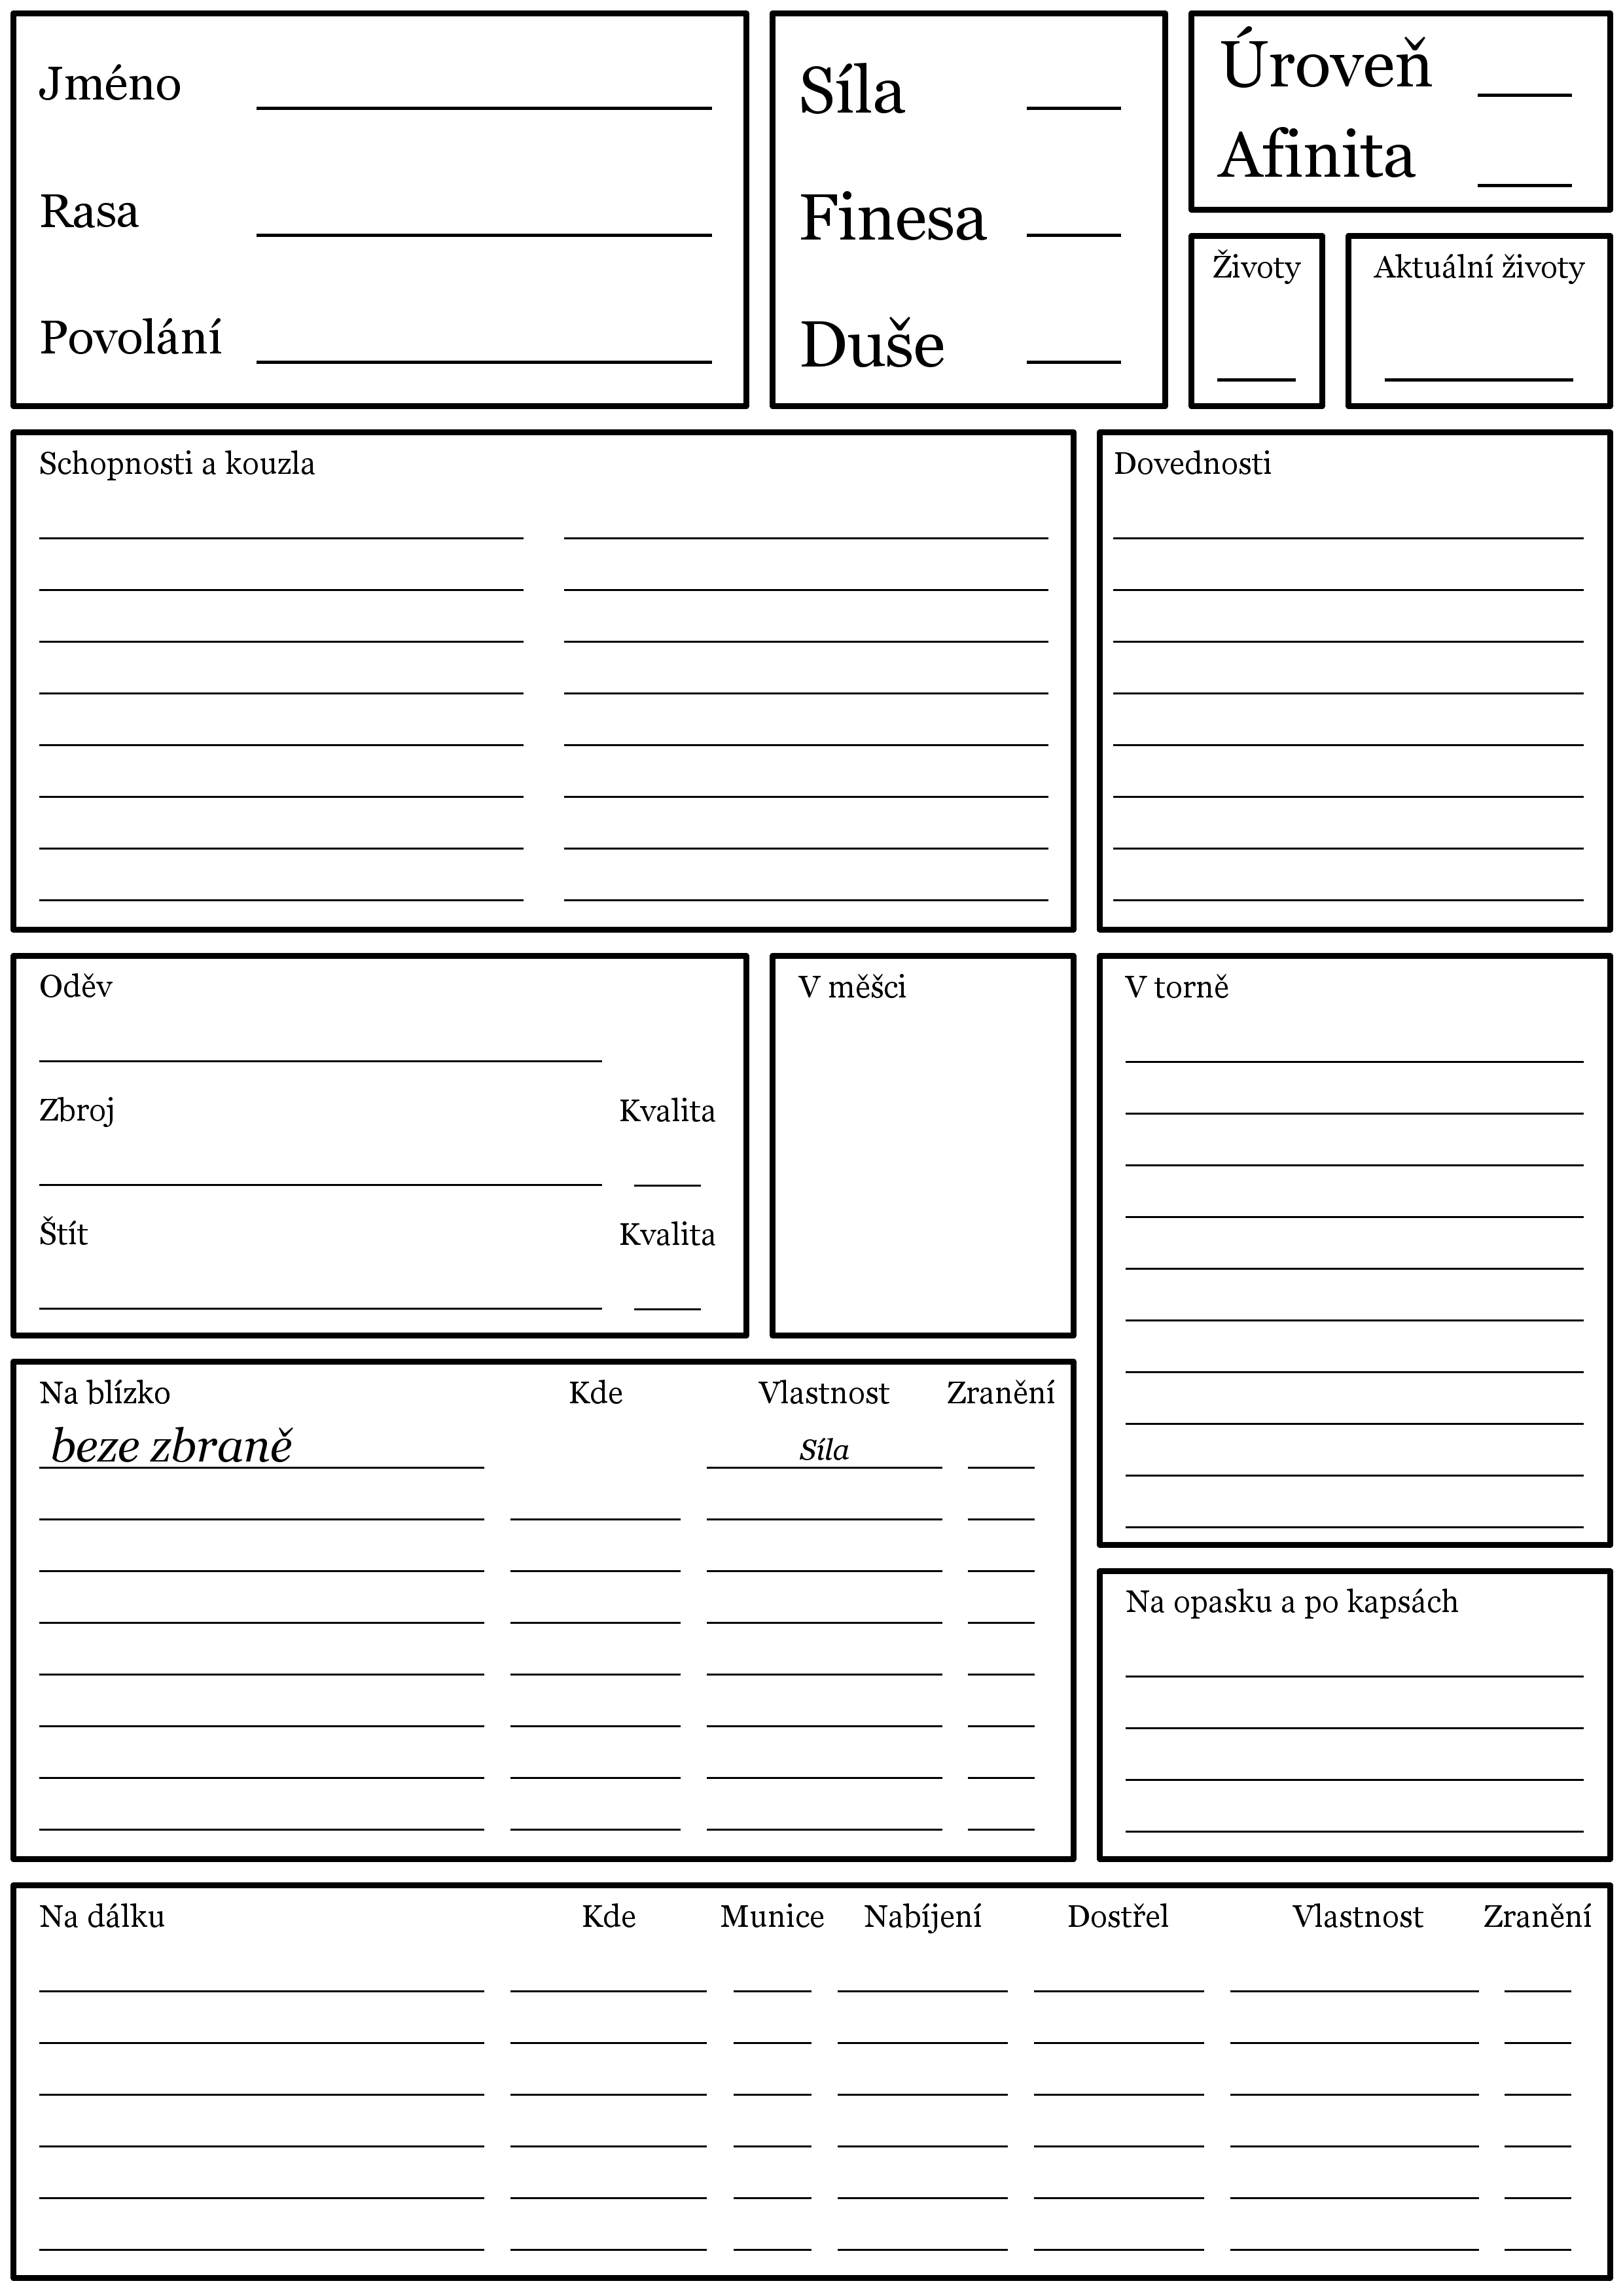 Jméno
Rasa
Povolání
Síla
Finesa
Duše
Úroveň
Afinita
Životy
Aktuální životy
Schopnosti a kouzla
Dovednosti
Oděv
Zbroj Kvalita
Štít Kvalita
V měšci
V torně
Na blízko Kde Vlastnost Zranění
beze zbraně Síla
Na opasku a po kapsách
Na dálku Kde Munice Nabíjení Dostřel Vlastnost Zranění